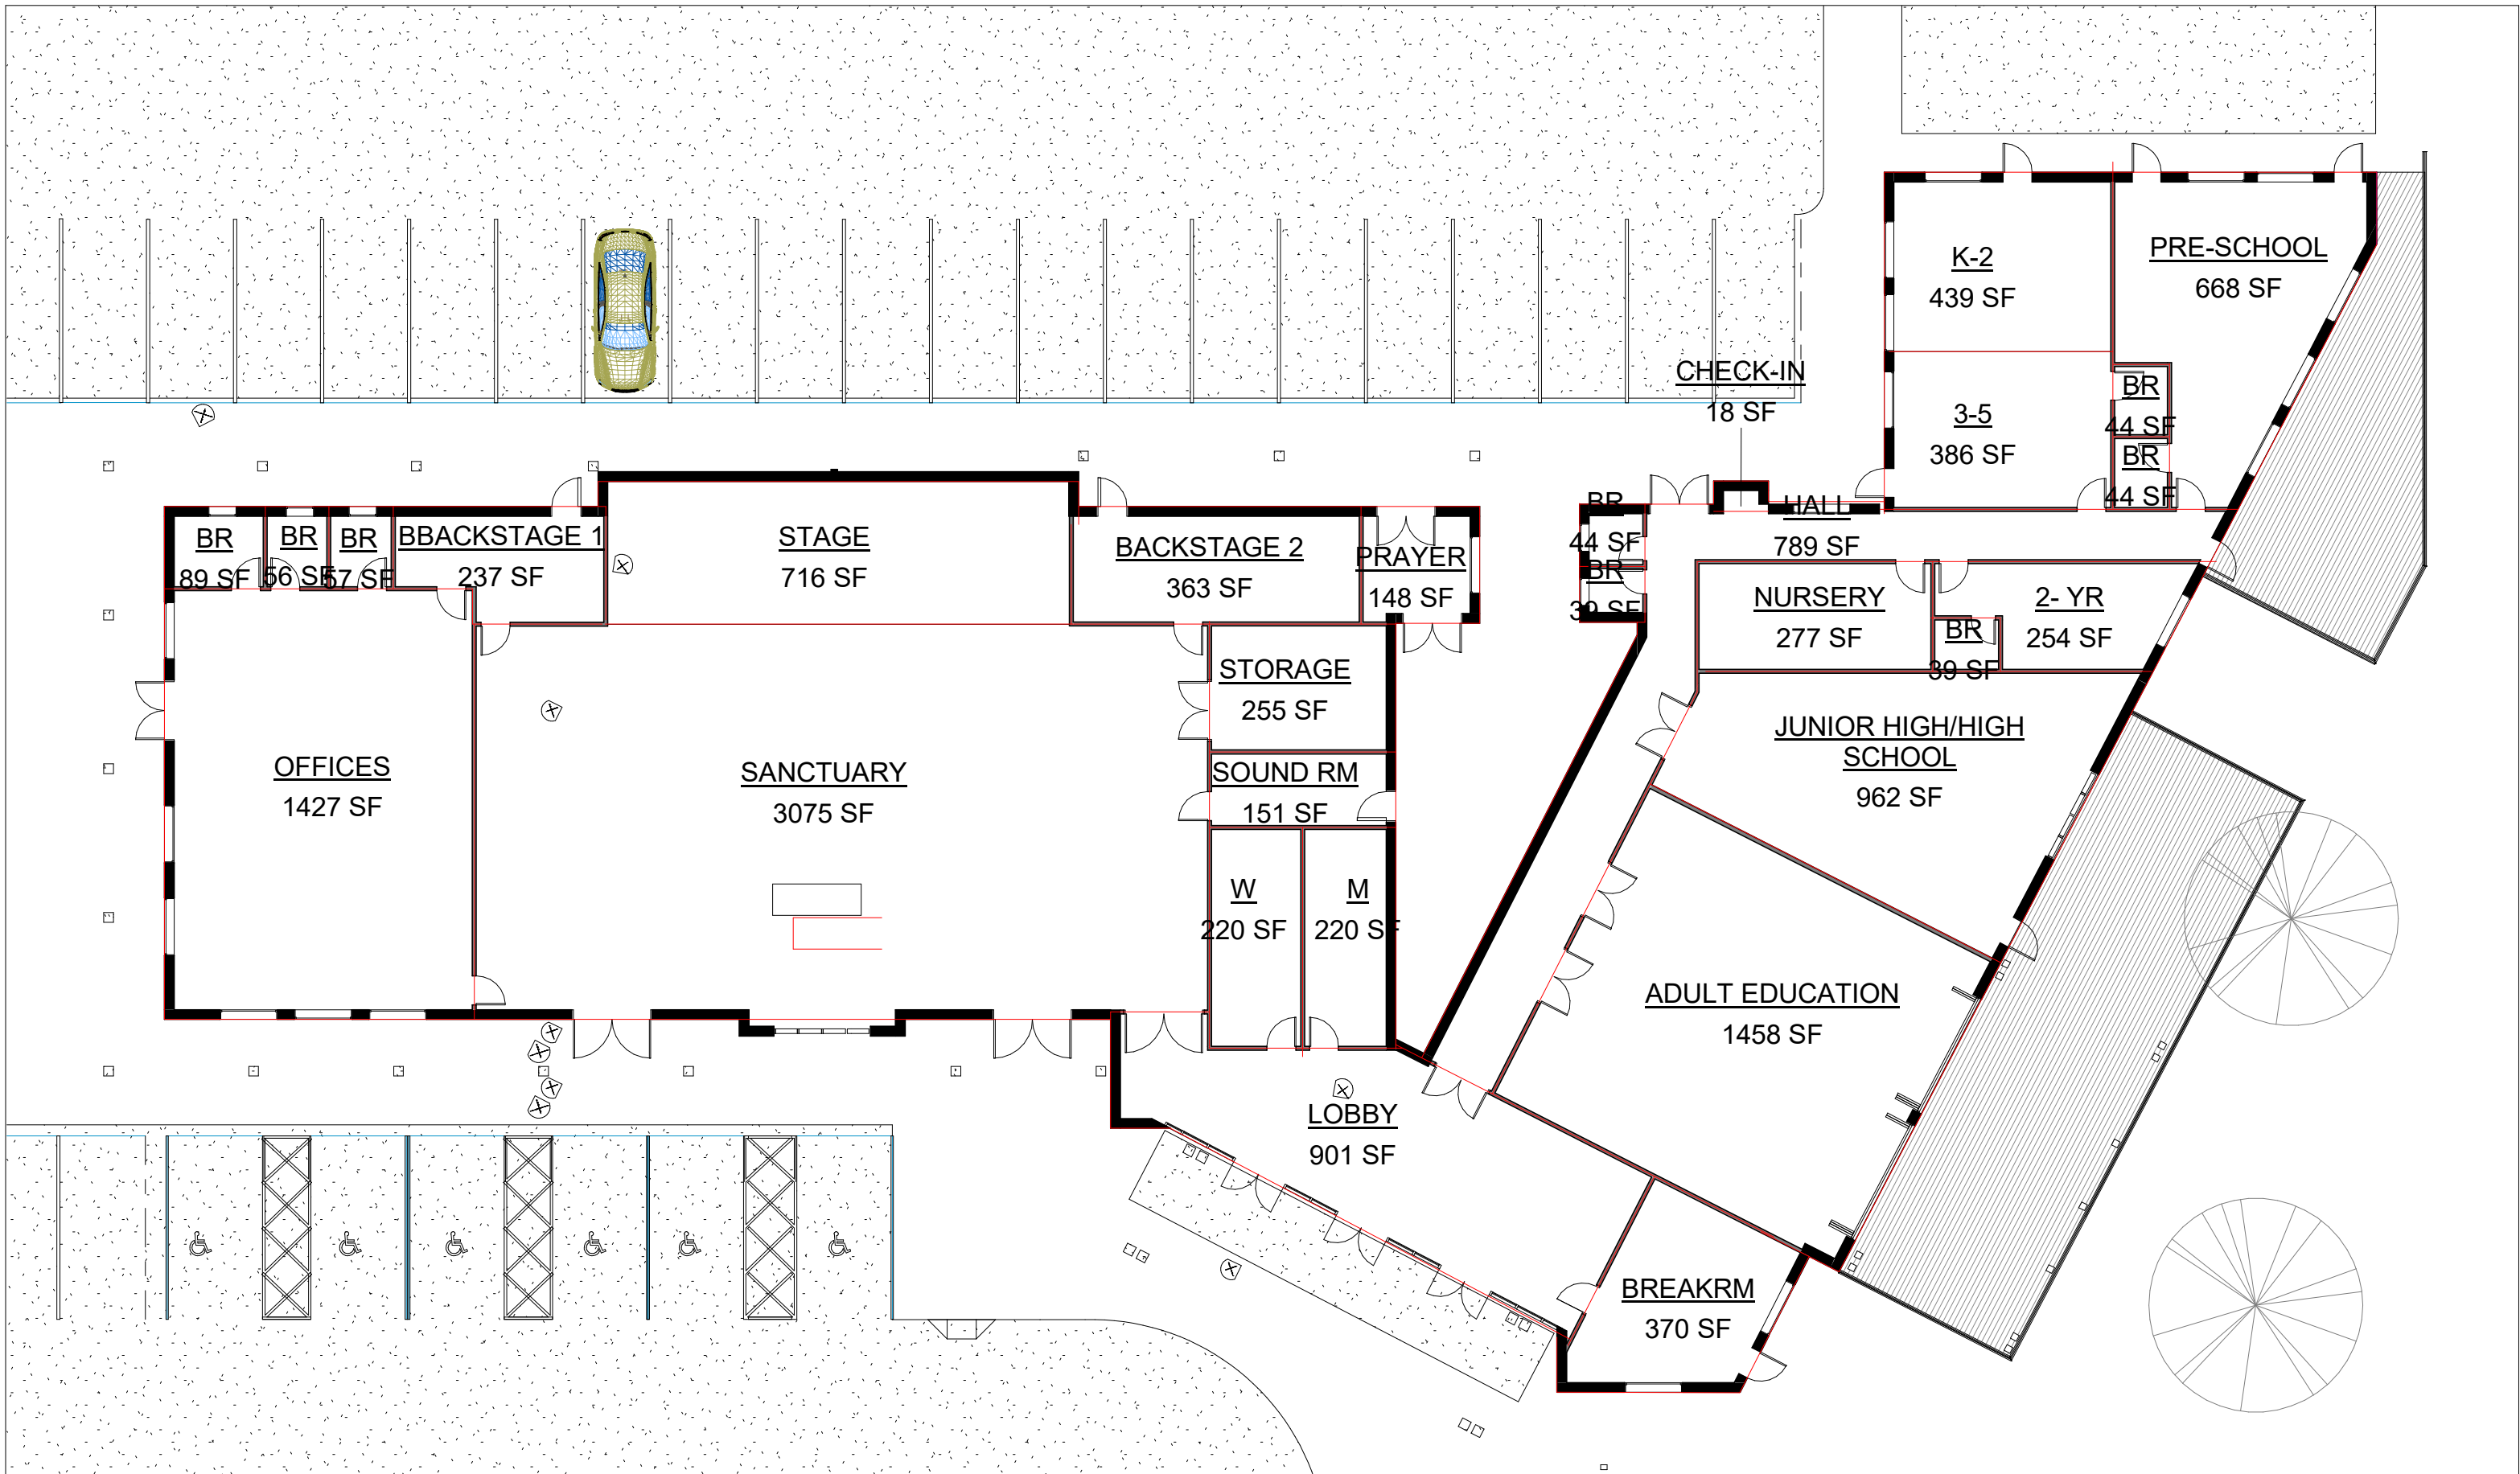 K-2
439 SF
PRE-SCHOOL
668 SF
CHECK-IN
18 SF
3-5
386 SF
BR
44 SF
BR
44 SF
BR
89 SF
BR
56 SF
BR
57 SF
BBACKSTAGE 1
237 SF
STAGE
716 SF
BACKSTAGE 2
363 SF
PRAYER
148 SF
BR
44 SF
BR
39 SF
HALL
789 SF
NURSERY
277 SF
BR
39 SF
2- YR
254 SF
OFFICES
1427 SF
SANCTUARY
3075 SF
STORAGE
255 SF
SOUND RM
151 SF
W
220 SF
M
220 SF
JUNIOR HIGH/HIGH
SCHOOL
962 SF
ADULT EDUCATION
1458 SF
LOBBY
901 SF
BREAKRM
370 SF